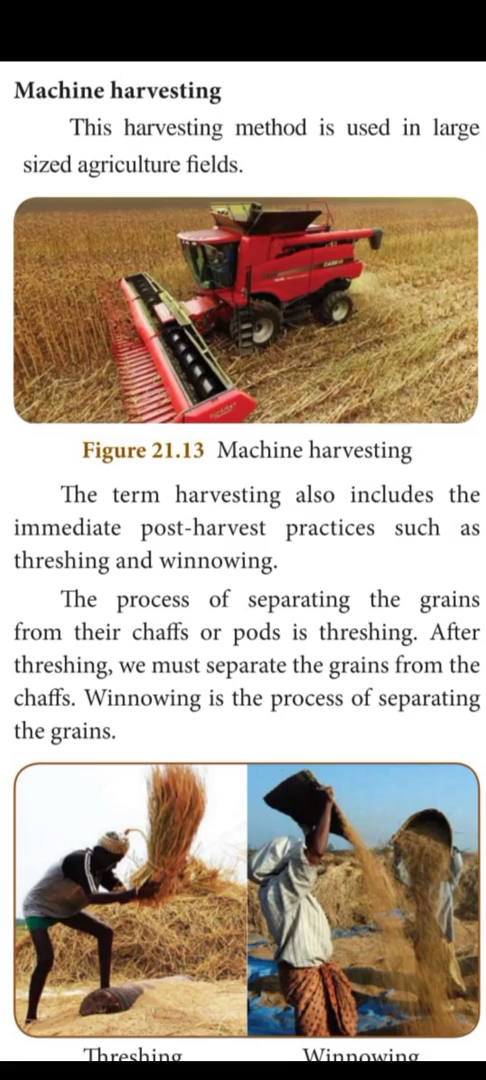 Machine harvesting
This harvesting method is used in large
sized agriculture fields.
Figure 21.13 Machine harvesting
The term harvesting also includes the
immediate post-harvest practices such as
threshing and winnowing.
The process of separating the grains
from their chaffs or pods is threshing. After
threshing, we must separate the grains from the
chaffs. Winnowing is the process of separating
the grains.
Threshing Winnowing